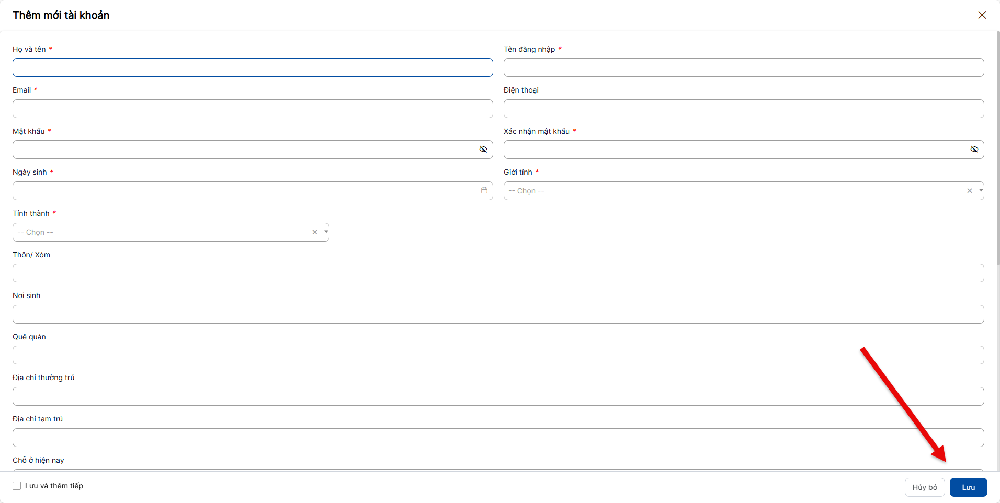 Thêm mới tài khoản
Họ và tên *
Tên đăng nhập *
Email *
Điện thoại
Mật khẩu *
Xác nhận mật khẩu *
Ngày sinh *
Giới tính *
-- Chọn --
Tỉnh thành *
-- Chọn --
Thôn/ Xóm
Nơi sinh
Quê quán
Địa chỉ thường trú
Địa chỉ tạm trú
Chỗ ở hiện nay
Lưu và thêm tiếp
Hủy bỏ
Lưu